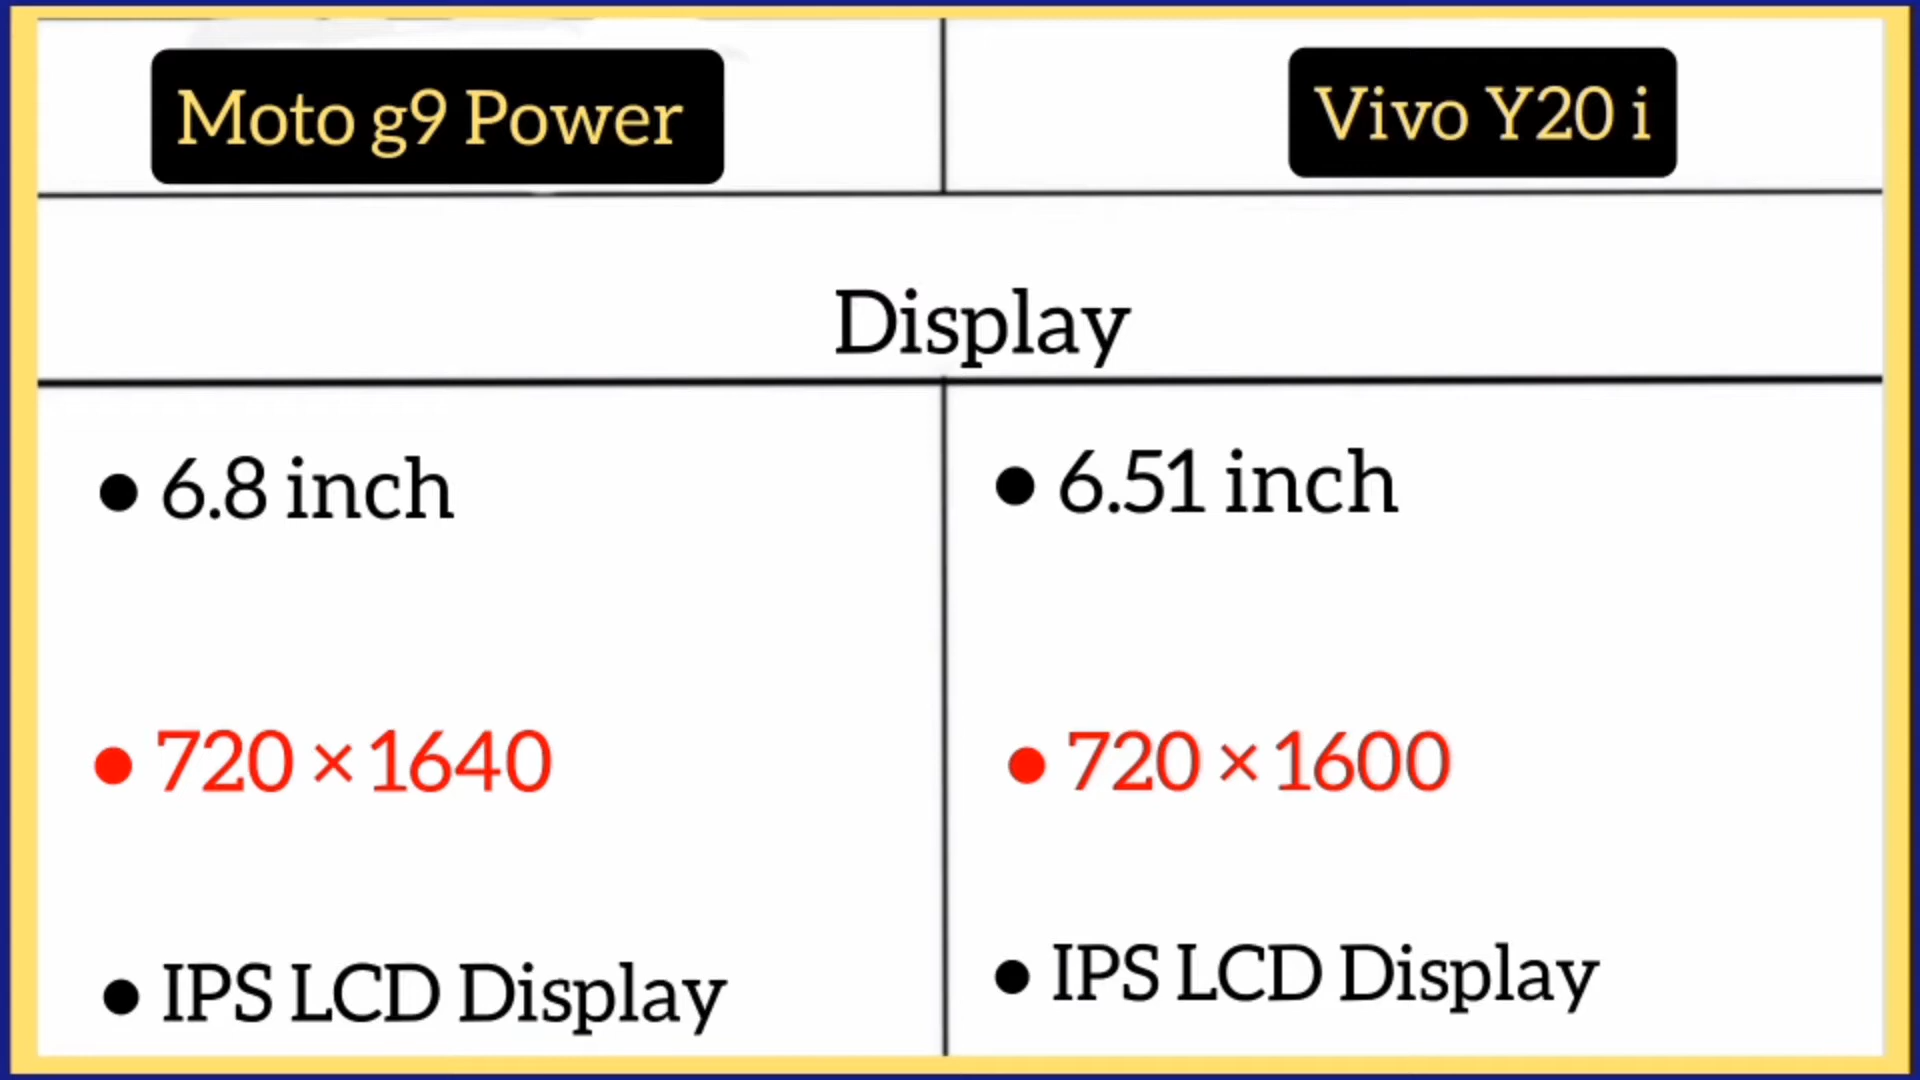 Moto g9 Power
Vivo Y20 i
Display
● 6.8 inch
● 6.51 inch
● 720 × 1640
● 720 × 1600
● IPS LCD Display
● IPS LCD Display